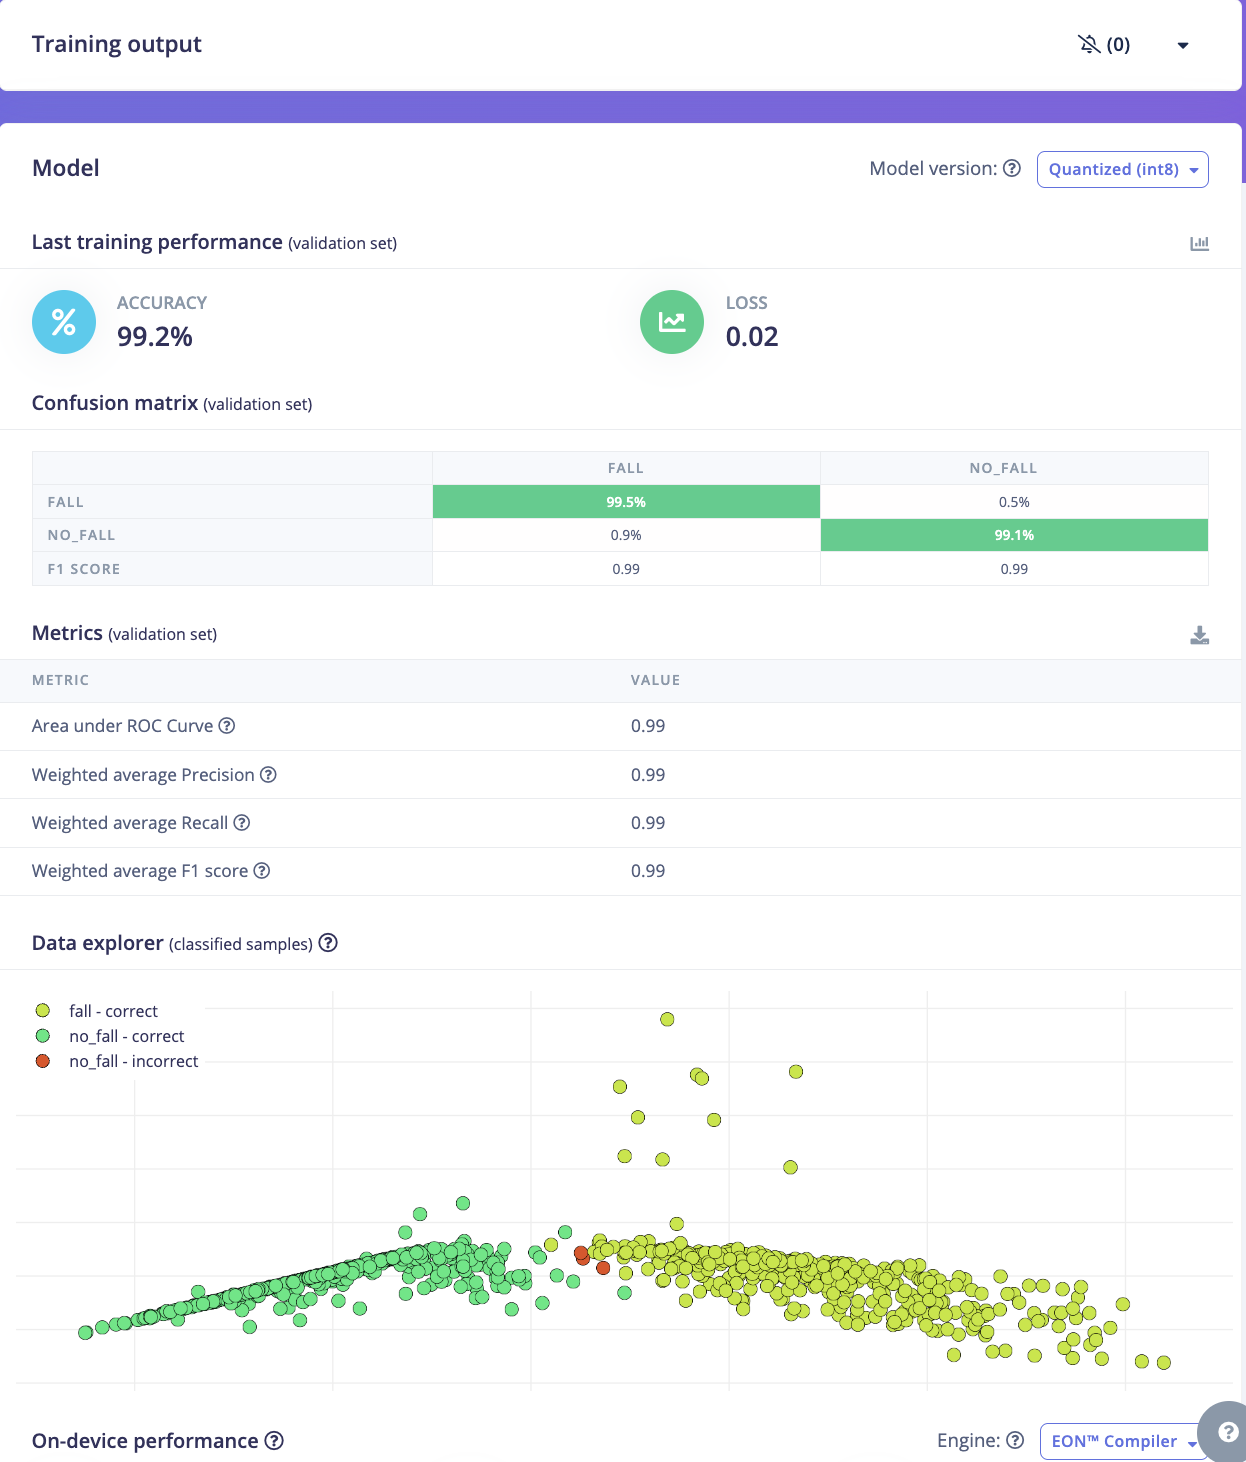 Training output
(0)
Model
Model version:
Quantized (int8)
Last training performance (validation set)
ACCURACY
99.2%
LOSS
0.02
Confusion matrix (validation set)
FALL NO_FALL
FALL 99.5% 0.5%
NO_FALL 0.9% 99.1%
F1 SCORE 0.99 0.99
Metrics (validation set)
METRIC VALUE
Area under ROC Curve 0.99
Weighted average Precision 0.99
Weighted average Recall 0.99
Weighted average F1 score 0.99
Data explorer (classified samples)
fall - correct
no_fall - correct
no_fall - incorrect
On-device performance
Engine:
EON™ Compiler